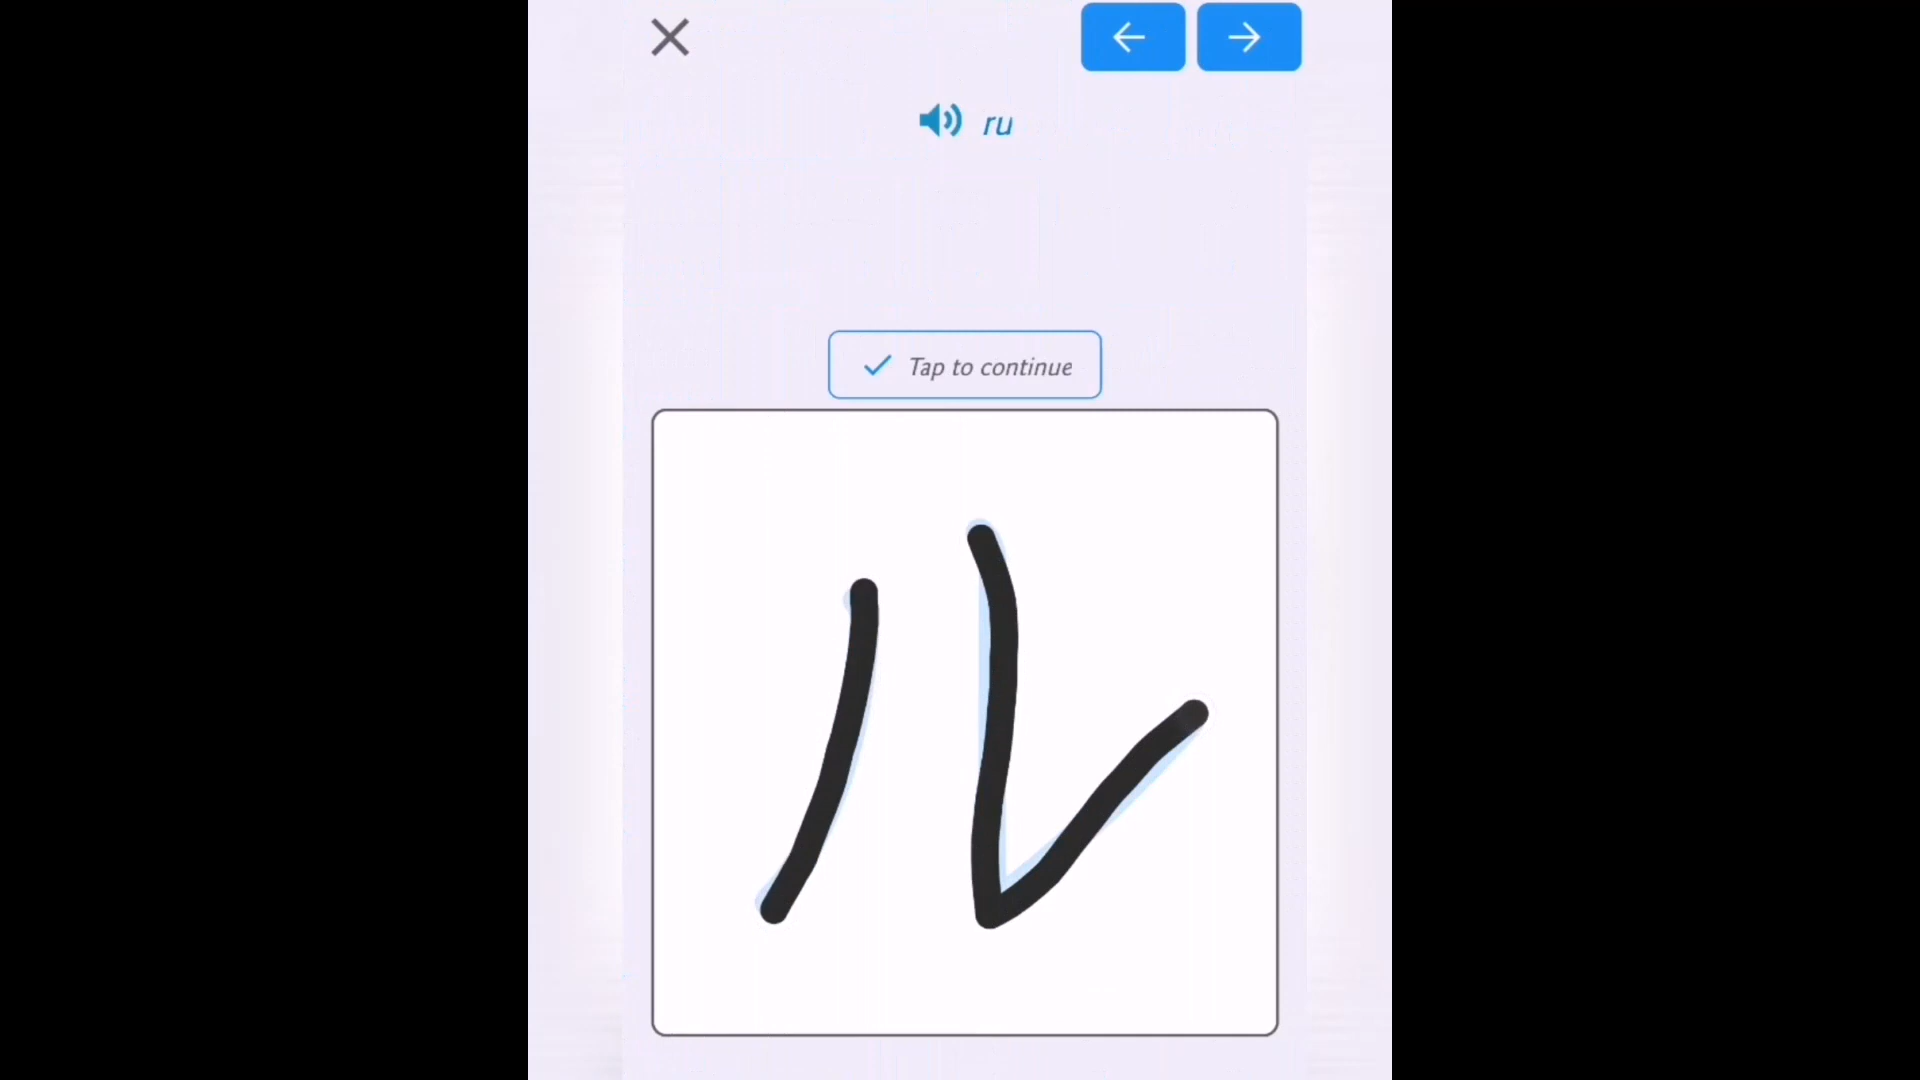 ru
Tap to continue
ル